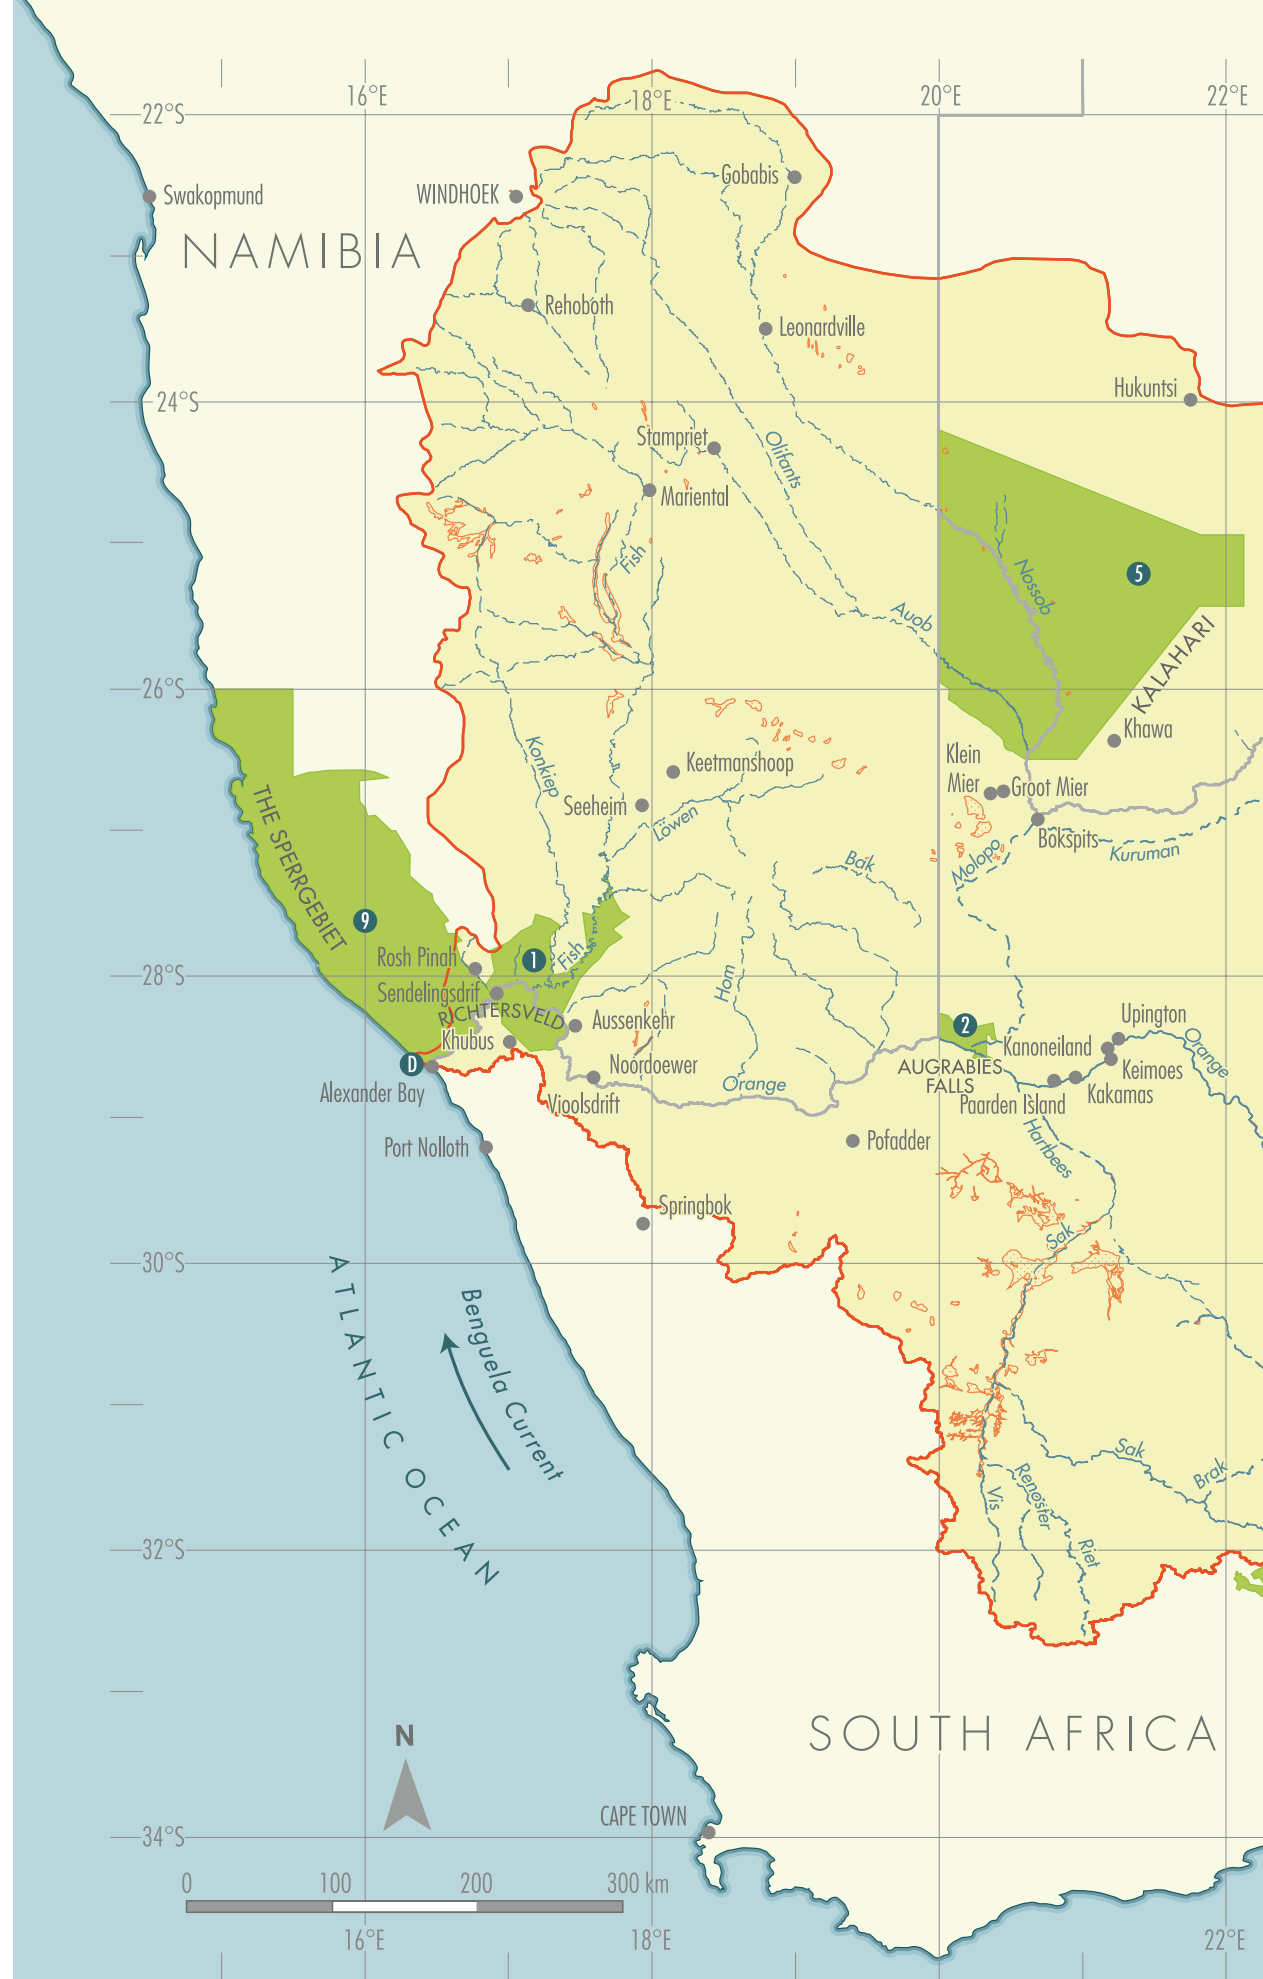 16°E
18°E
20°E
22°E
22°S
Gobabis
Swakopmund
WINDHOEK
NAMIBIA
Rehoboth
Leonardville
Hukuntsi
24°S
Stampriet
Olifants
Mariental
Fish
Nossob
5
Auob
KALAHARI
26°S
Khawa
Konkiep
Klein
Mier
Groot Mier
Keetmanshoop
Seeheim
Löwen
THE SPERRGEBIET
Bokspits
Molopo
Kuruman
Bak
9
Rosh Pinah
1
Fish
28°S
Hom
Sendelingsdrif
RICHTERSVELD
Aussenkehr
2
Upington
Khubus
Kanoneiland
Orange
D
Noordoewer
AUGRABIES
FALLS
Keimoes
Alexander Bay
Orange
Kakamas
Vioolsdrift
Paarden Island
Port Nolloth
Pofadder
Hartbees
Springbok
Sak
30°S
ATLANTIC OCEAN
Benguela Current
Sak
Brak
Renoster
Vis
32°S
Riet
N
SOUTH AFRICA
CAPE TOWN
34°S
0
100
200
300 km
16°E
18°E
22°E